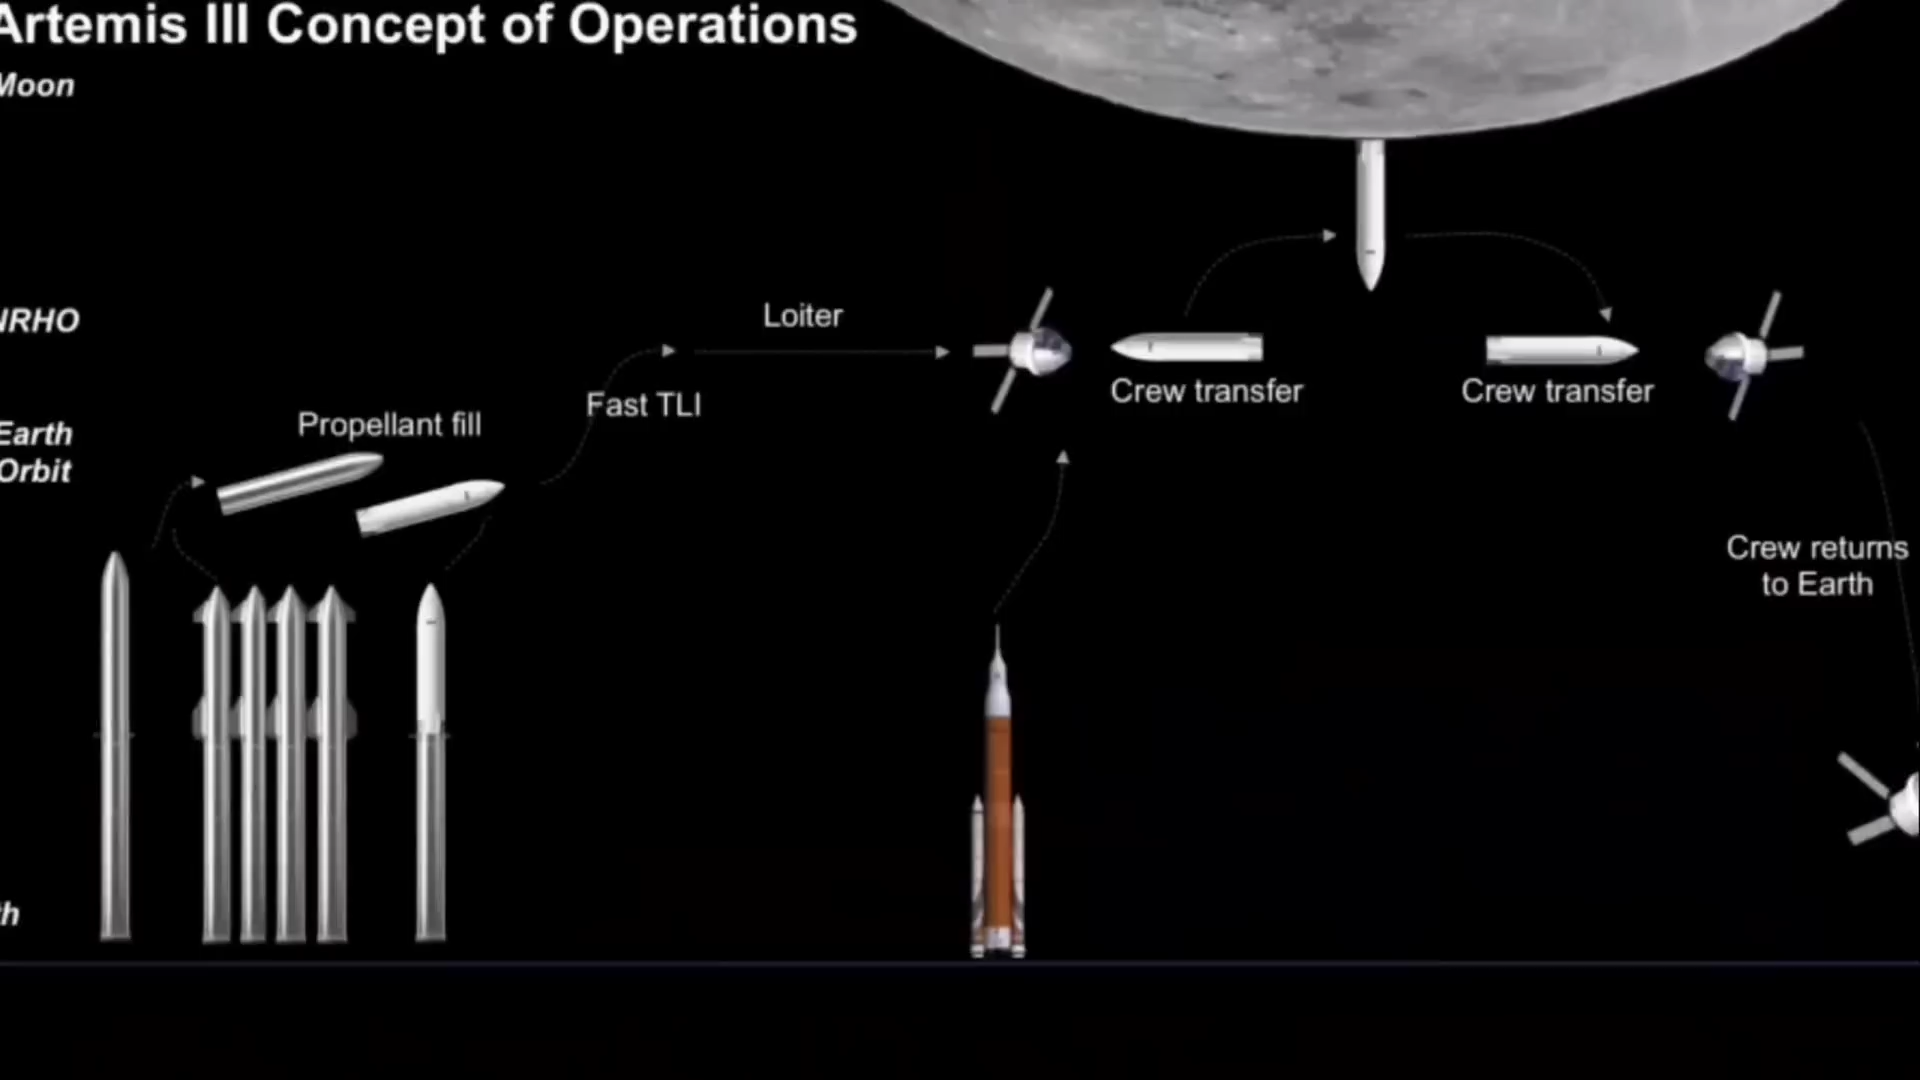 Artemis III Concept of Operations
Moon
NRHO
Loiter
Crew transfer
Crew transfer
Fast TLI
Propellant fill
Earth
Orbit
Crew returns
to Earth
th